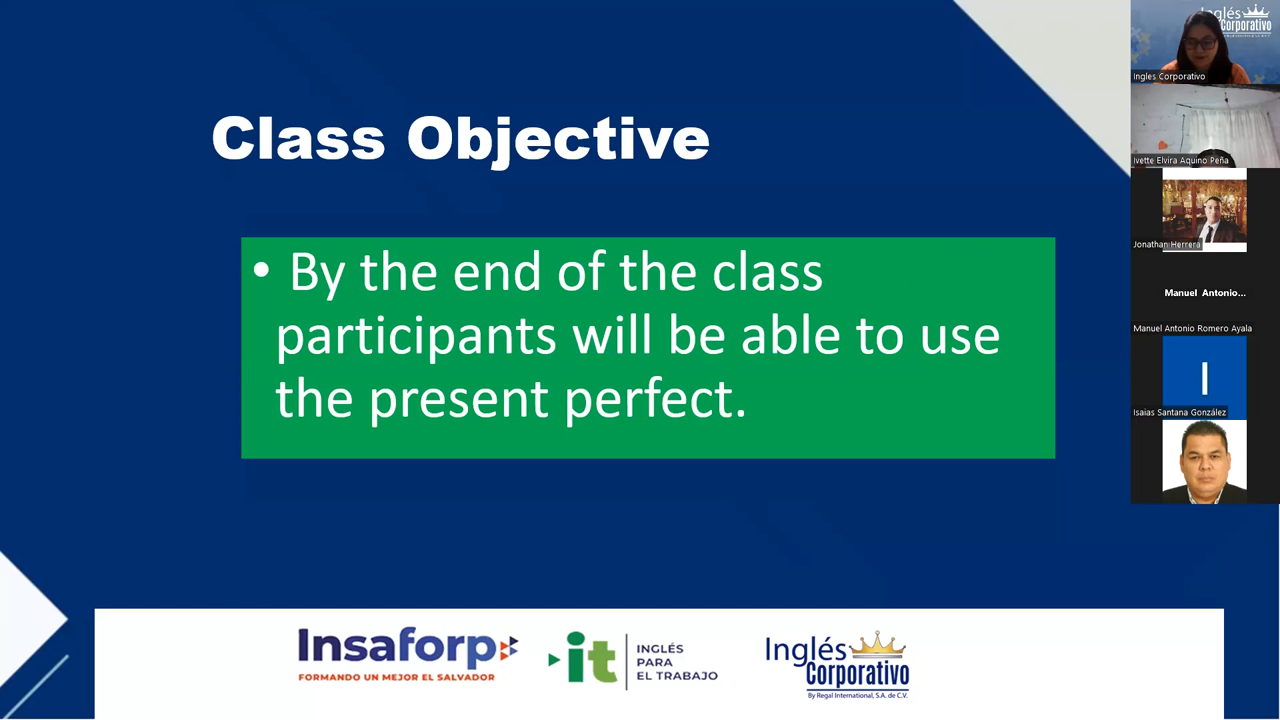 Class Objective
• By the end of the class
participants will be able to use
the present perfect.
Insaforp
FORMANDO UN MEJOR EL SALVADOR
it
INGLÉS
PARA
EL TRABAJO
Inglés
Corporativo
By Regal International, S.A. de C.V.
Inglés
Corporativo
Ingles Corporativo
Ivette Elvira Aquino Peña
Jonathan Herrera
Manuel Antonio...
Manuel Antonio Romero Ayala
I
Isaias Santana González